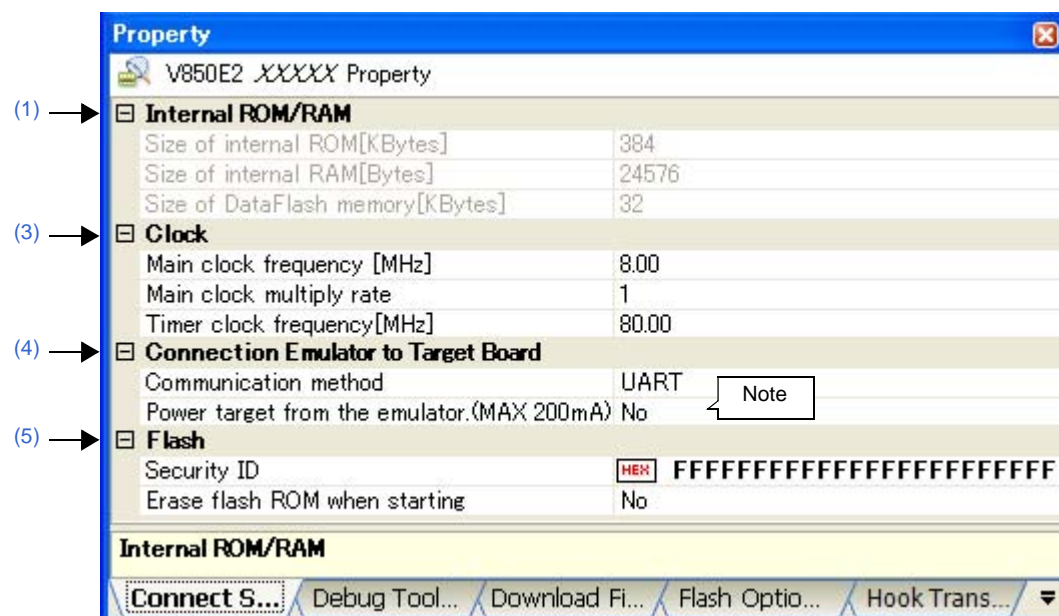 Property
V850E2 XXXXX Property
(1) Internal ROM/RAM
Size of internal ROM[KBytes] 384
Size of internal RAM[Bytes] 24576
Size of DataFlash memory[KBytes] 32
(3) Clock
Main clock frequency [MHz] 8.00
Main clock multiply rate 1
Timer clock frequency[MHz] 80.00
(4) Connection Emulator to Target Board
Communication method UART
Note
Power target from the emulator.(MAX 200mA) No
(5) Flash
Security ID HEX FFFFFFFFFFFFFFFFFFFFFFFF
Erase flash ROM when starting No
Internal ROM/RAM
Connect S... Debug Tool... Download Fi... Flash Optio... Hook Trans...